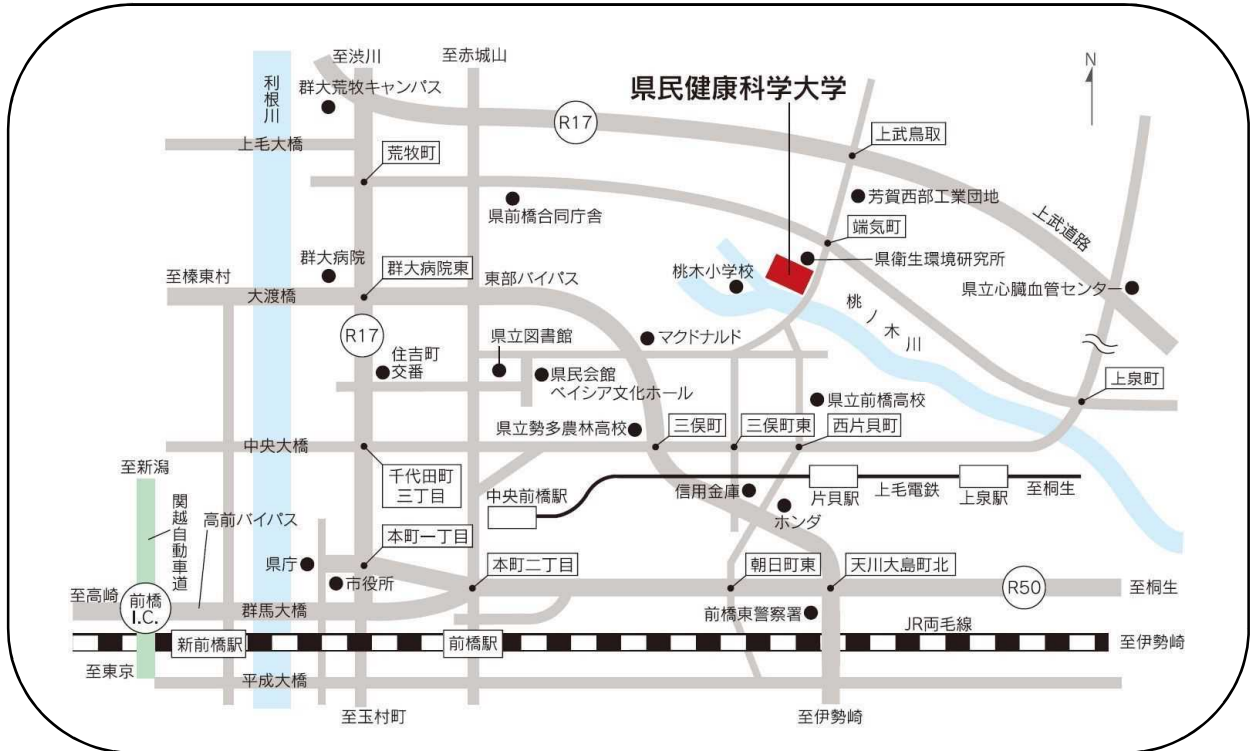 至渋川
至赤城山
N
利根川
群大荒牧キャンパス
県民健康科学大学
R17
上武鳥取
上毛大橋
荒牧町
県前橋合同庁舎
芳賀西部工業団地
上武道路
端気町
県衛生環境研究所
群大病院
群大病院東
東部バイパス
桃木小学校
至榛東村
大渡橋
県立心臓血管センター
桃ノ木川
R17
県立図書館
マクドナルド
住吉町
交番
県民会館
ベイシア文化ホール
上泉町
県立前橋高校
県立勢多農林高校
三俣町
三俣町東
西片貝町
中央大橋
至新潟
千代田町
三丁目
中央前橋駅
信用金庫
片貝駅
上毛電鉄
上泉駅
至桐生
関越自動車道
高前バイパス
ホンダ
本町一丁目
県庁
本町二丁目
朝日町東
天川大島町北
市役所
R50
至桐生
至高崎
前橋
I.C.
群馬大橋
前橋東警察署
JR両毛線
新前橋駅
前橋駅
至伊勢崎
至東京
平成大橋
至玉村町
至伊勢崎